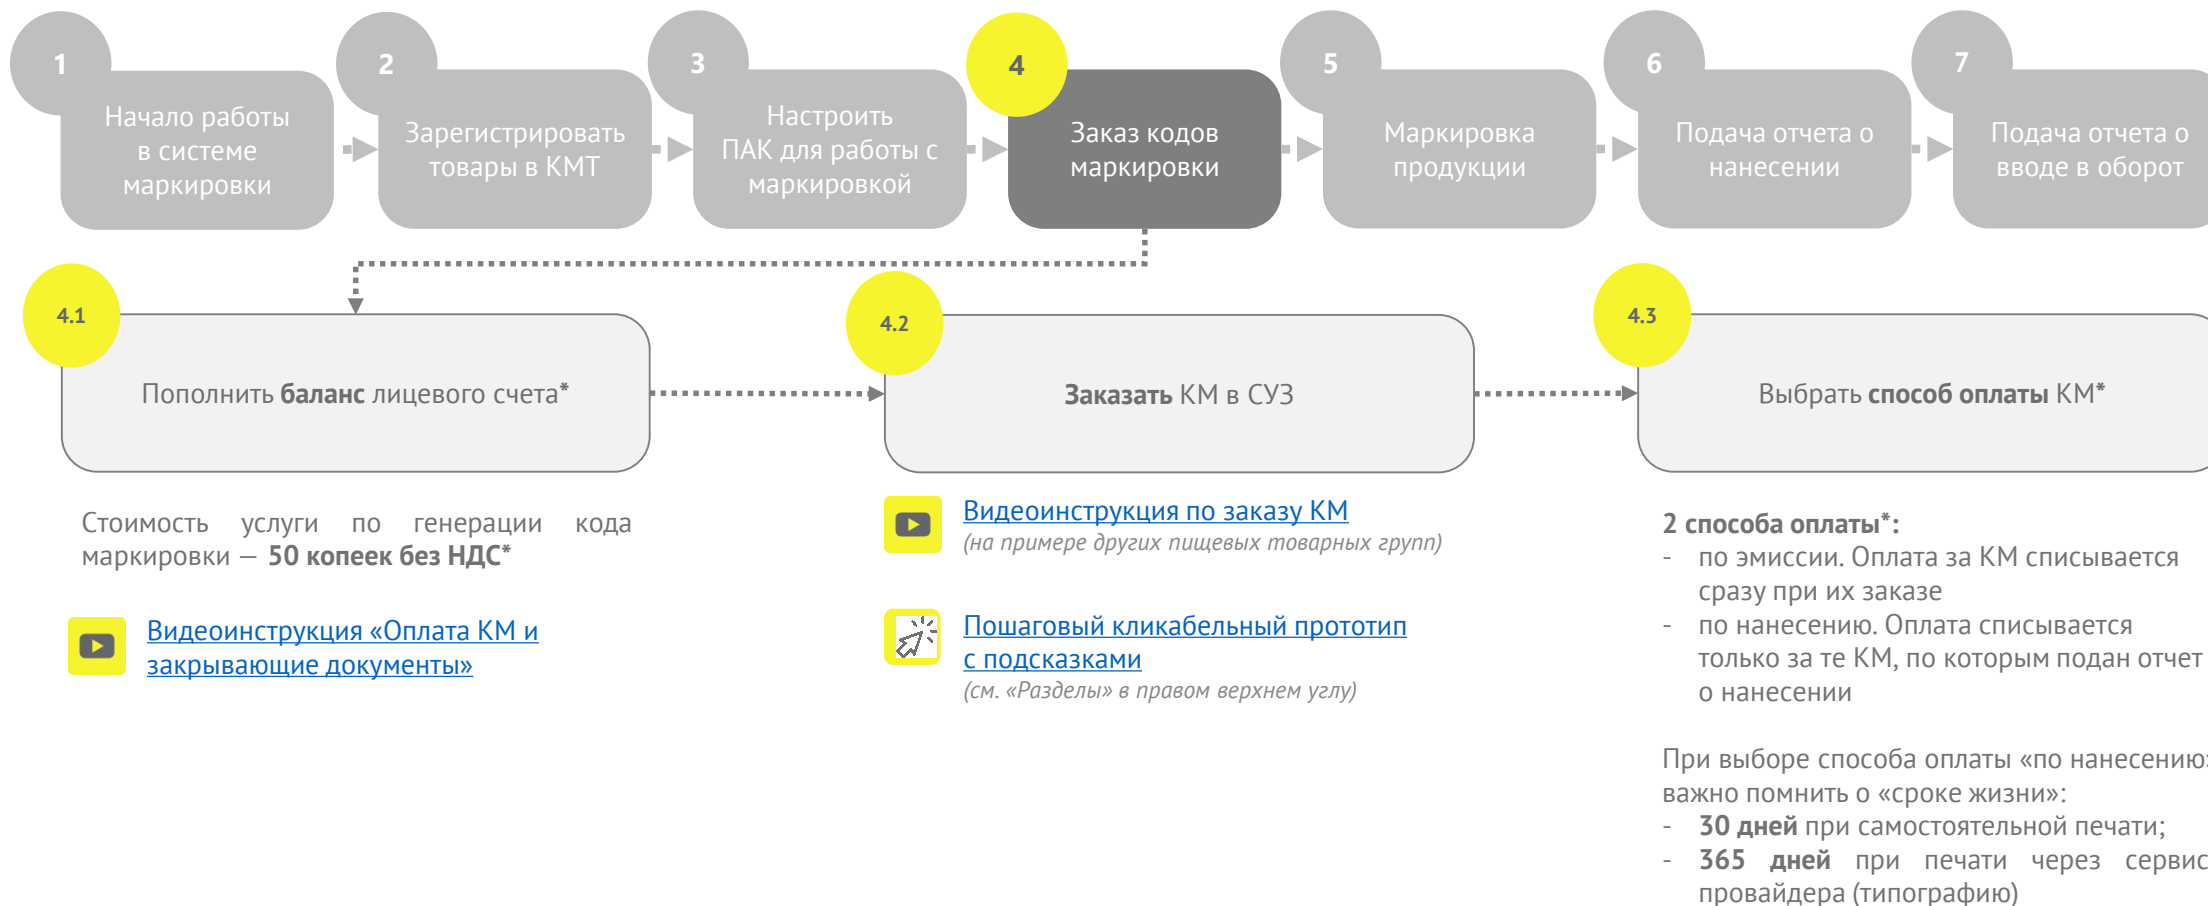 1
Начало работы
в системе
маркировки
2
Зарегистрировать
товары в КМТ
3
Настроить
ПАК для работы с
маркировкой
4
Заказ кодов
маркировки
5
Маркировка
продукции
6
Подача отчета о
нанесении
7
Подача отчета о
вводе в оборот
4.1
Пополнить баланс лицевого счета*
4.2
Заказать КМ в СУЗ
4.3
Выбрать способ оплаты КМ*
Стоимость услуги по генерации кода
маркировки — 50 копеек без НДС*
Видеоинструкция «Оплата КМ и
закрывающие документы»
Видеоинструкция по заказу КМ
(на примере других пищевых товарных групп)
Пошаговый кликабельный прототип
с подсказками
(см. «Разделы» в правом верхнем углу)
2 способа оплаты*:
- по эмиссии. Оплата за КМ списывается
сразу при их заказе
- по нанесению. Оплата списывается
только за те КМ, по которым подан отчет
о нанесении
При выборе способа оплаты «по нанесению»
важно помнить о «сроке жизни»:
- 30 дней при самостоятельной печати;
- 365 дней при печати через сервис
провайдера (типографию)